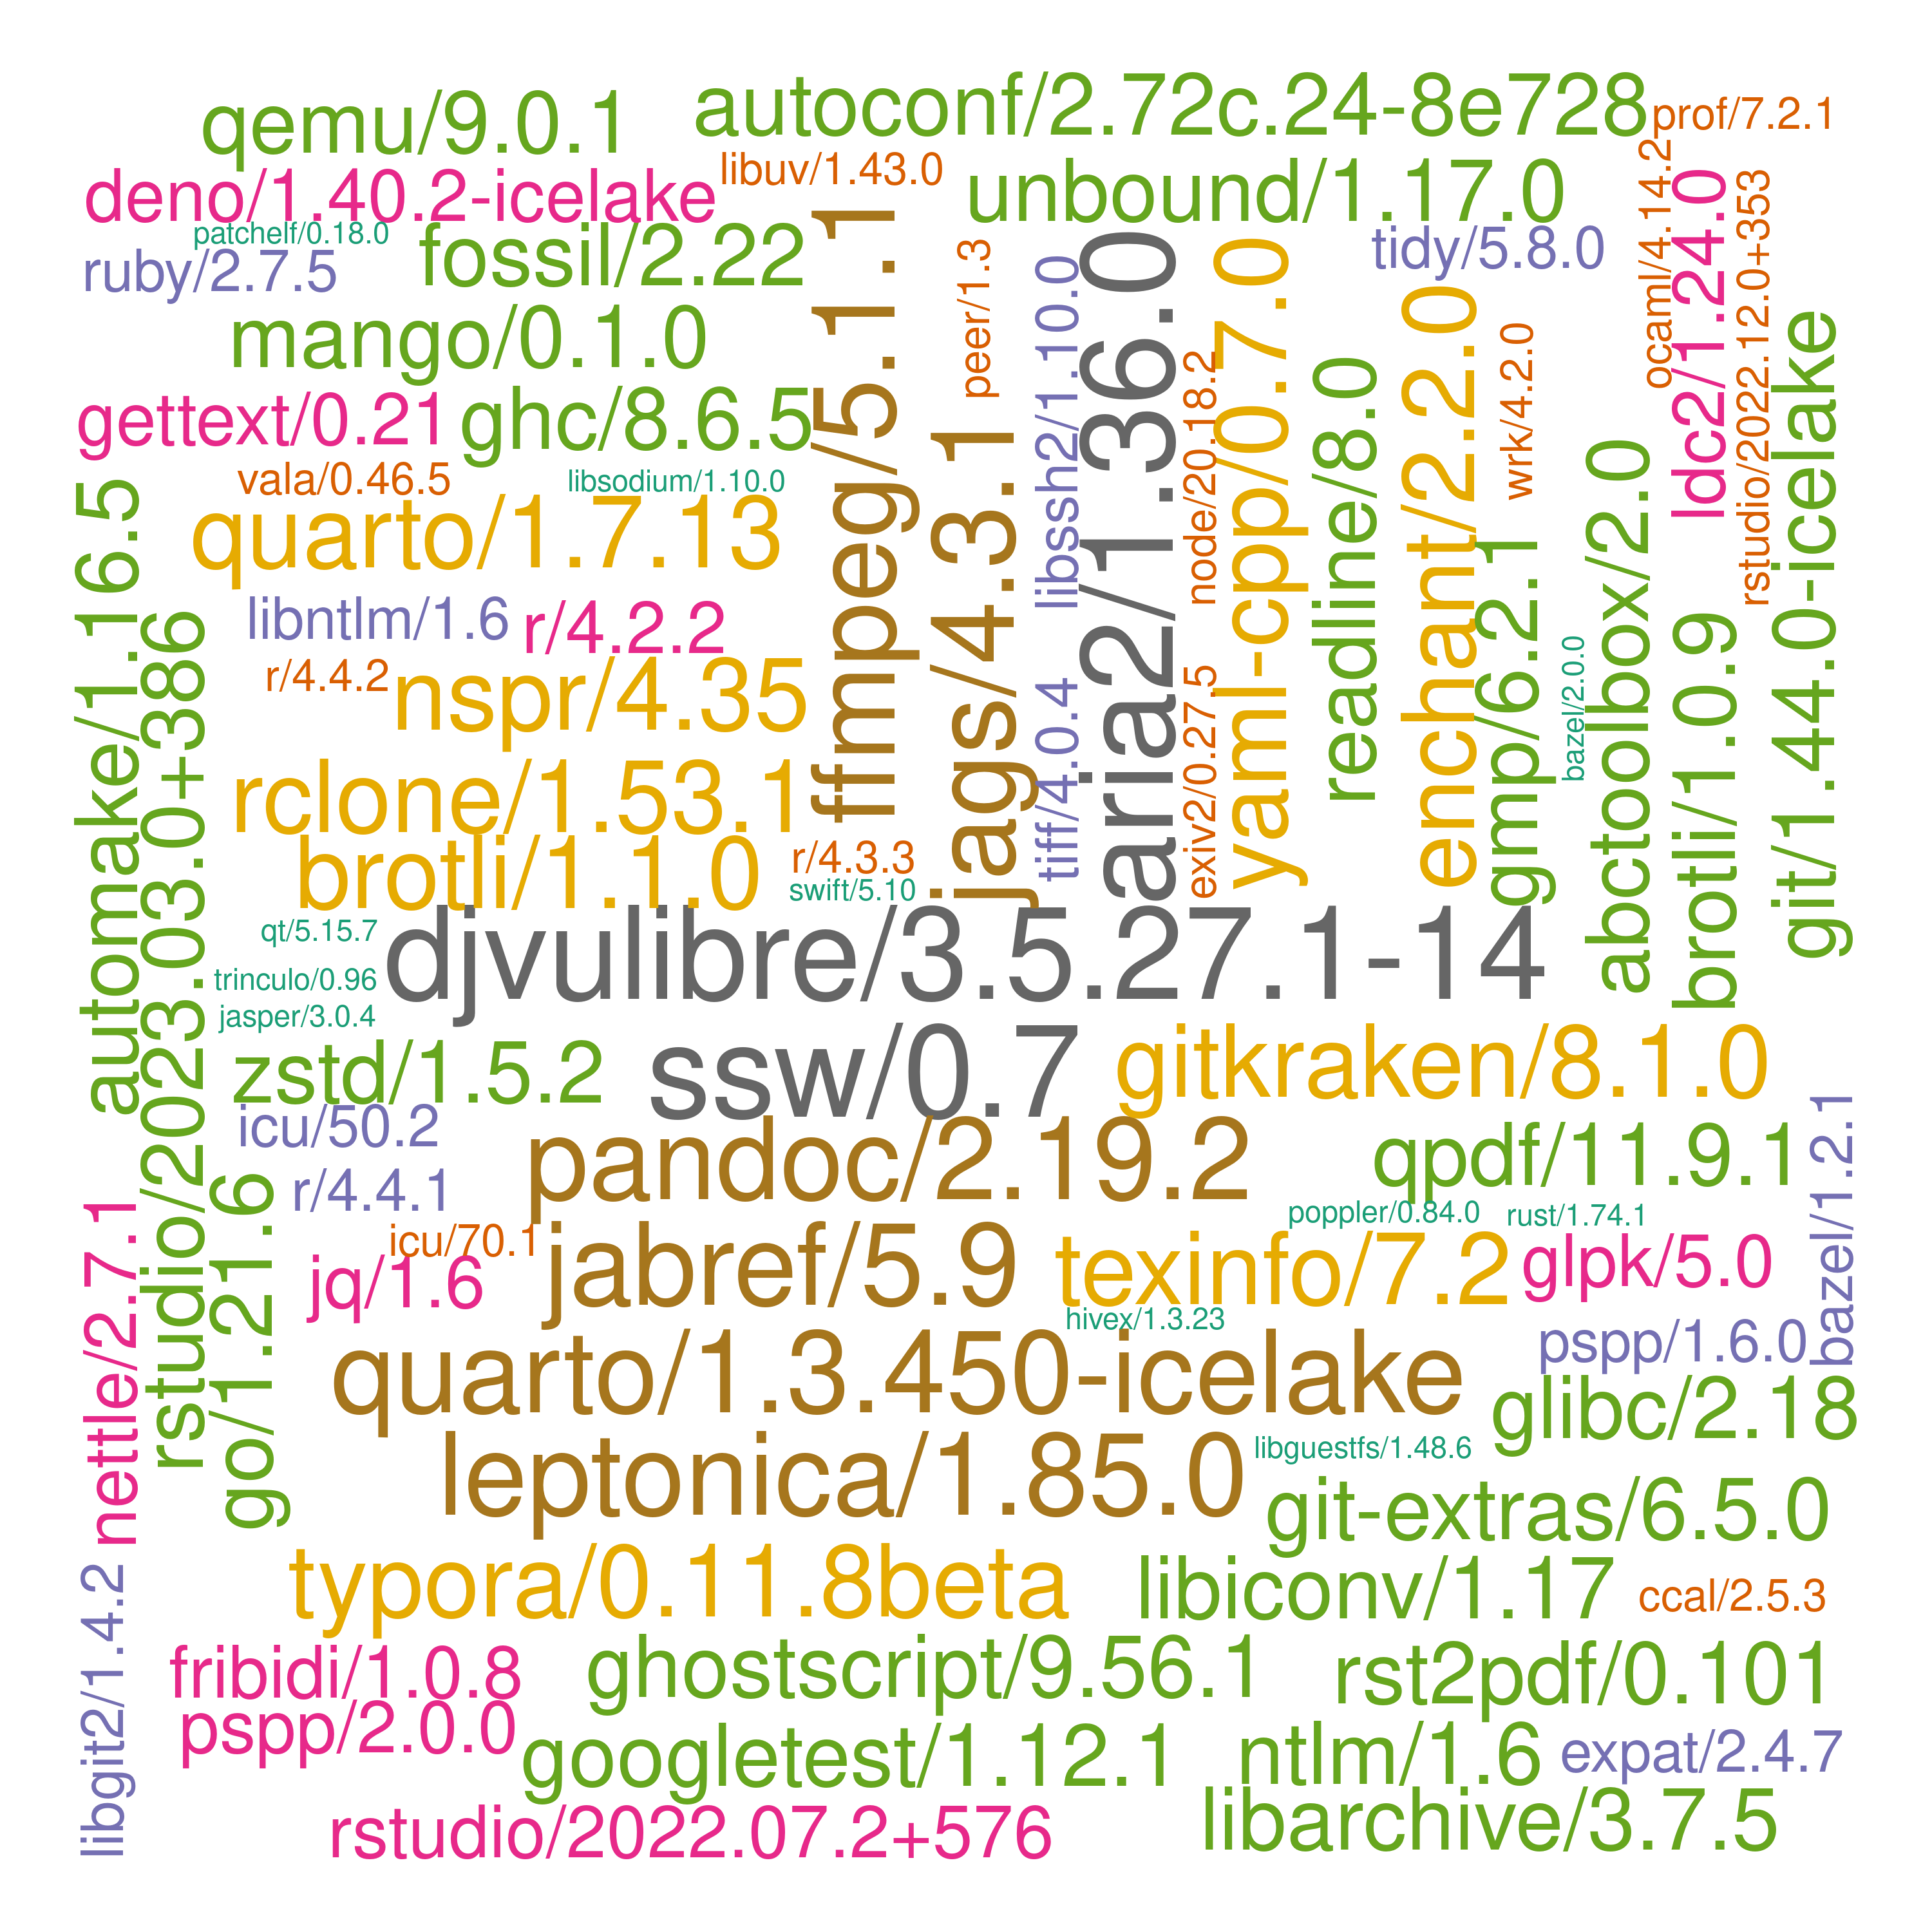 qemu/9.0.1
autoconf/2.72c.24-8e728
prof/7.2.1
deno/1.40.2-icelake
libuv/1.43.0
unbound/1.17.0
ocaml/4.14.2
ldc2/1.24.0
rstudio/2022.12.0+353
patchelf/0.18.0
ruby/2.7.5
fossil/2.22
ffmpeg/5.1.1
peer/1.3
libssh2/1.10.0
aria2/1.36.0
yaml-cpp/0.7.0
tidy/5.8.0
mango/0.1.0
enchant/2.2.0
wrk/4.2.0
git/1.44.0-icelake
node/20.18.2
readline/8.0
gettext/0.21
ghc/8.6.5
jags/4.3.1
abctoolbox/2.0
vala/0.46.5
libsodium/1.10.0
automake/1.16.5
quarto/1.7.13
gmp/6.2.1
libntlm/1.6
r/4.2.2
rstudio/2023.03.0+386
brotli/1.0.9
bazel/2.0.0
r/4.4.2
nspr/4.35
tiff/4.0.4
exiv2/0.27.5
rclone/1.53.1
brotli/1.1.0
r/4.3.3
swift/5.10
qt/5.15.7
djvulibre/3.5.27.1-14
trinculo/0.96
jasper/3.0.4
zstd/1.5.2
ssw/0.7
gitkraken/8.1.0
icu/50.2
pandoc/2.19.2
qpdf/11.9.1
bazel/1.2.1
r/4.4.1
go/1.21.6
nettle/2.7.1
poppler/0.84.0
rust/1.74.1
icu/70.1
jq/1.6
jabref/5.9
texinfo/7.2
glpk/5.0
hivex/1.3.23
quarto/1.3.450-icelake
pspp/1.6.0
glibc/2.18
leptonica/1.85.0
libguestfs/1.48.6
git-extras/6.5.0
typora/0.11.8beta
libiconv/1.17
ccal/2.5.3
libgit2/1.4.2
fribidi/1.0.8
ghostscript/9.56.1
rst2pdf/0.101
pspp/2.0.0
googletest/1.12.1
ntlm/1.6
expat/2.4.7
rstudio/2022.07.2+576
libarchive/3.7.5